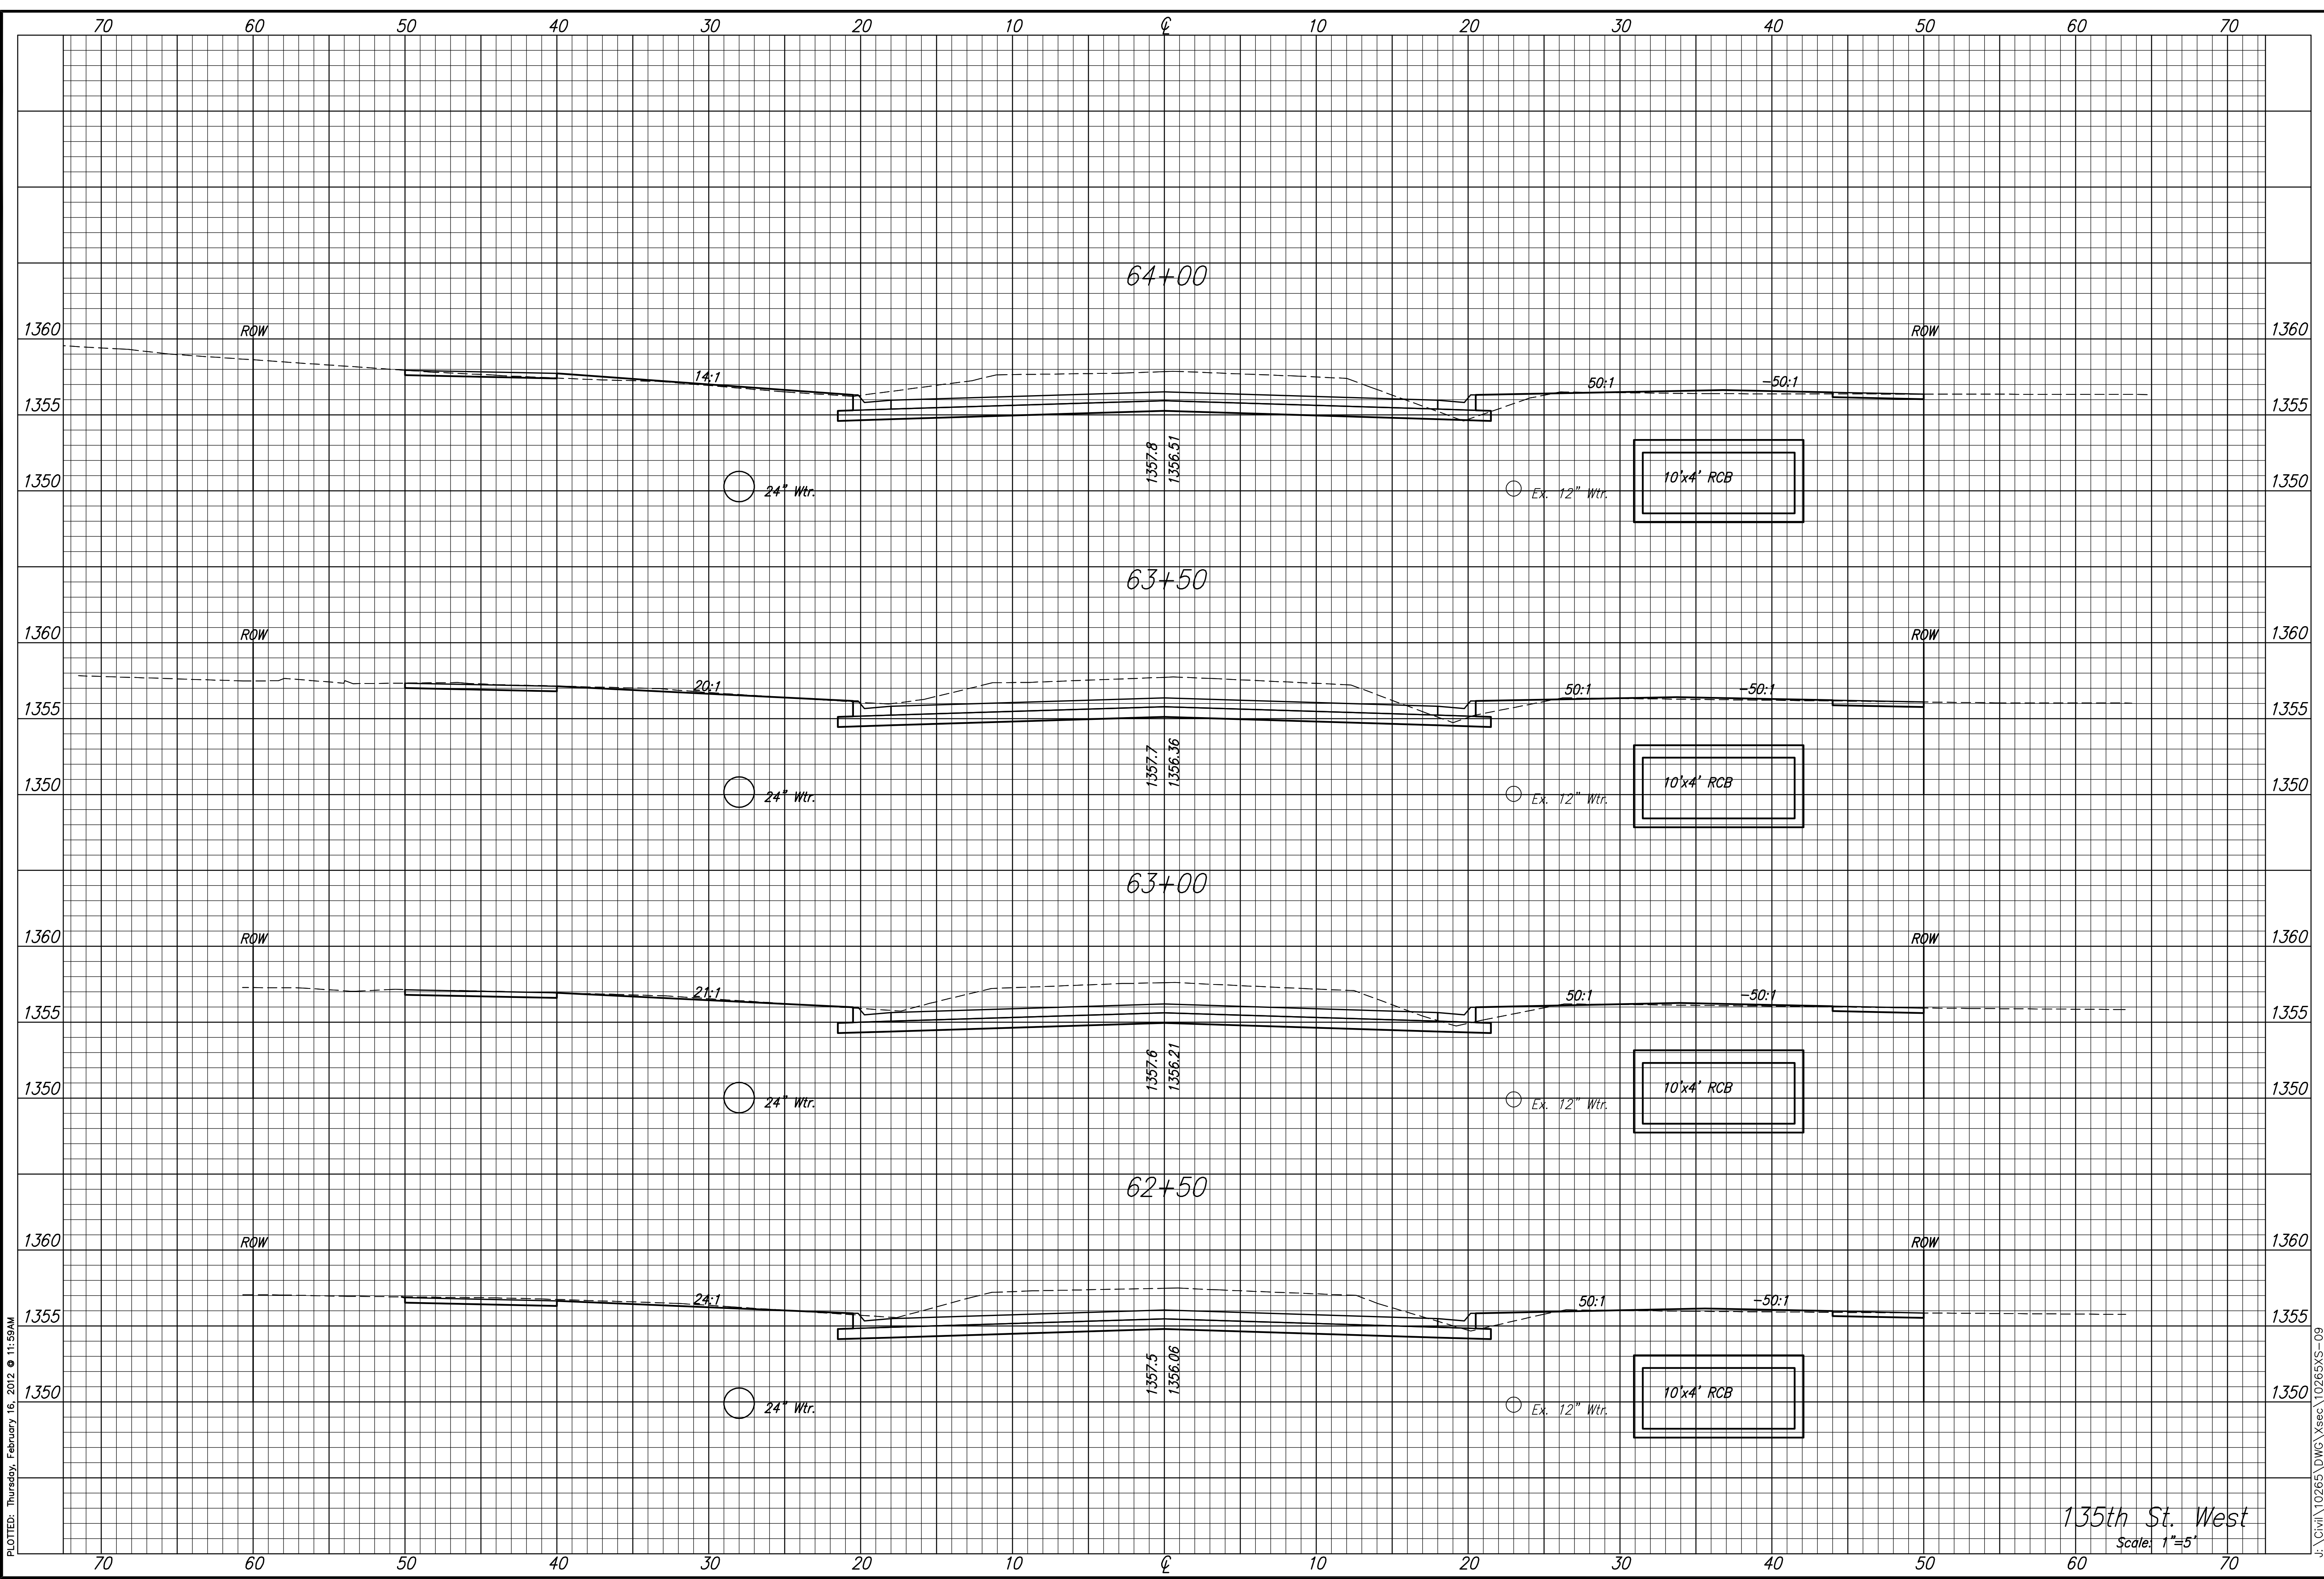 70 60 50 40 30 20 10 ℄ 10 20 30 40 50 60 70
64+00
1360 ROW ROW 1360
14:1 50:1 -50:1
1355 1355
1357.8
1356.51
1350 24" Wtr. Ex. 12" Wtr. 10'x4' RCB 1350
63+50
1360 ROW ROW 1360
20:1 50:1 -50:1
1355 1355
1357.7
1356.36
1350 24" Wtr. Ex. 12" Wtr. 10'x4' RCB 1350
63+00
1360 ROW ROW 1360
21:1 50:1 -50:1
1355 1355
1357.6
1356.21
1350 24" Wtr. Ex. 12" Wtr. 10'x4' RCB 1350
62+50
1360 ROW ROW 1360
24:1 50:1 -50:1
1355 1355
1357.5
1356.06
1350 24" Wtr. Ex. 12" Wtr. 10'x4' RCB 1350
135th St. West
Scale: 1"=5'
70 60 50 40 30 20 10 ℄ 10 20 30 40 50 60 70
PLOTTED: Thursday, February 16, 2012 @ 11:59AM
J:\Civil\10265\DWG\Xsec\10265XS-09